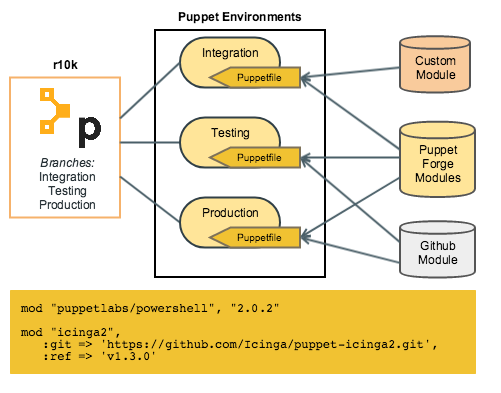 Puppet Environments
r10k
p
Branches:
Integration
Testing
Production
Integration
Puppetfile
Testing
Puppetfile
Production
Puppetfile
Custom
Module
Puppet
Forge
Modules
Github
Module
mod "puppetlabs/powershell", "2.0.2"
mod "icinga2",
:git => 'https://github.com/Icinga/puppet-icinga2.git',
:ref => 'v1.3.0'